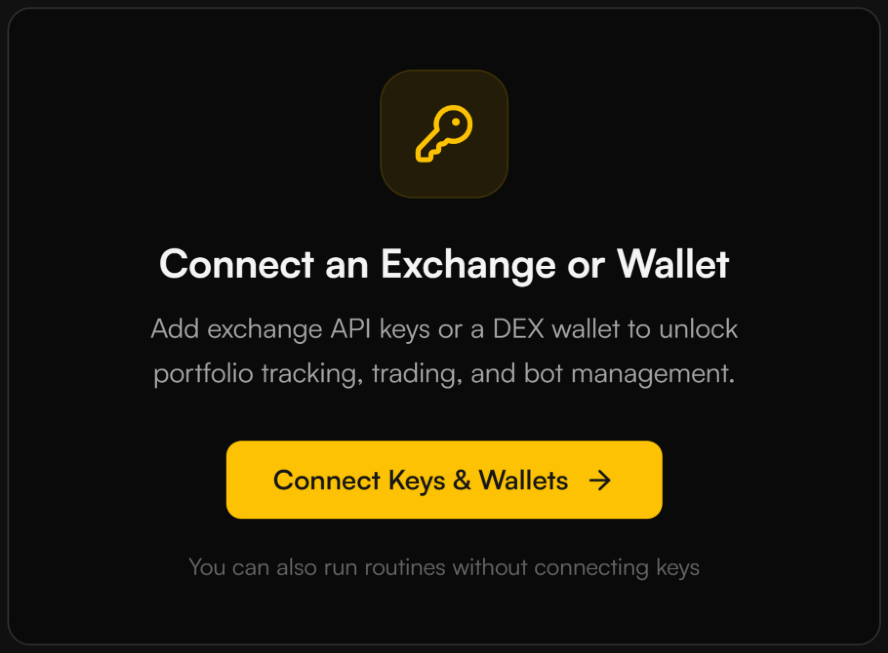 Connect an Exchange or Wallet
Add exchange API keys or a DEX wallet to unlock
portfolio tracking, trading, and bot management.
Connect Keys & Wallets →
You can also run routines without connecting keys